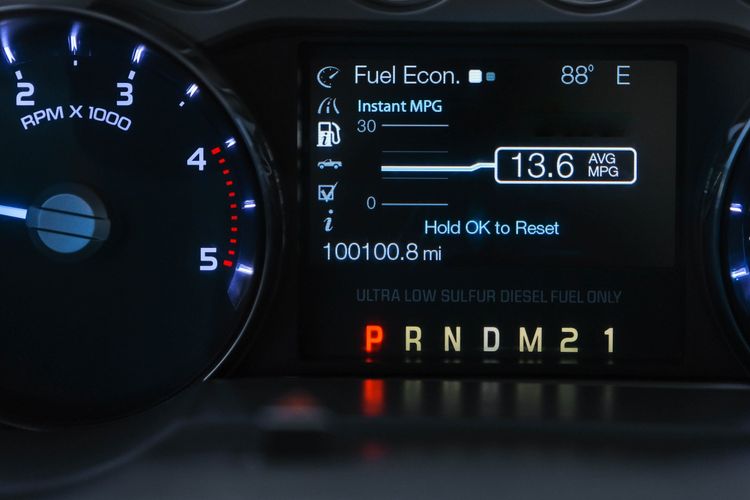 2 3
RPM X 1000
4
5
Fuel Econ. 88° E
Instant MPG
30
13.6 AVG MPG
0
Hold OK to Reset
i
100100.8 mi
ULTRA LOW SULFUR DIESEL FUEL ONLY
P R N D M 2 1